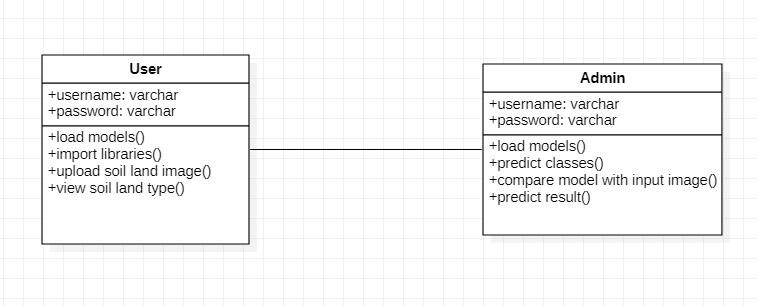 User
+username: varchar
+password: varchar
+load models()
+import libraries()
+upload soil land image()
+view soil land type()
Admin
+username: varchar
+password: varchar
+load models()
+predict classes()
+compare model with input image()
+predict result()